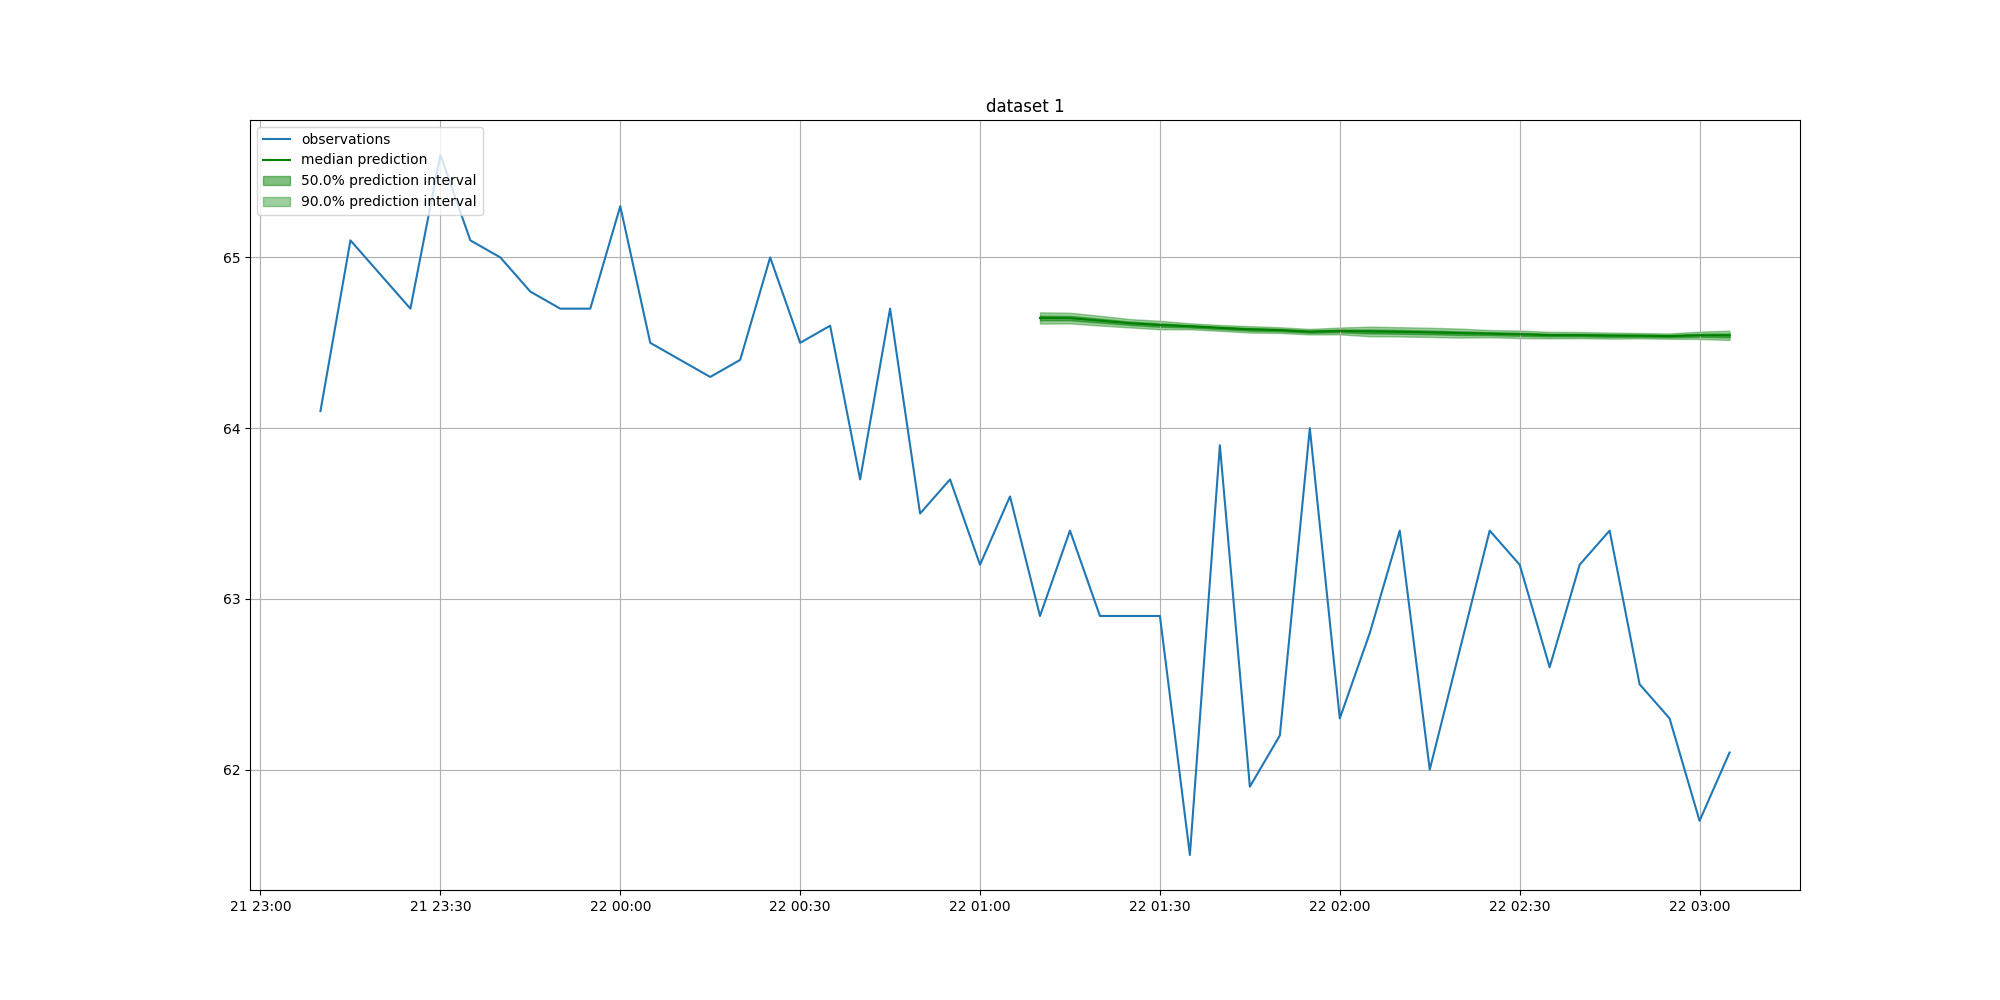 dataset 1
observations
median prediction
50.0% prediction interval
90.0% prediction interval
65
64
63
62
21 23:00 21 23:30 22 00:00 22 00:30 22 01:00 22 01:30 22 02:00 22 02:30 22 03:00